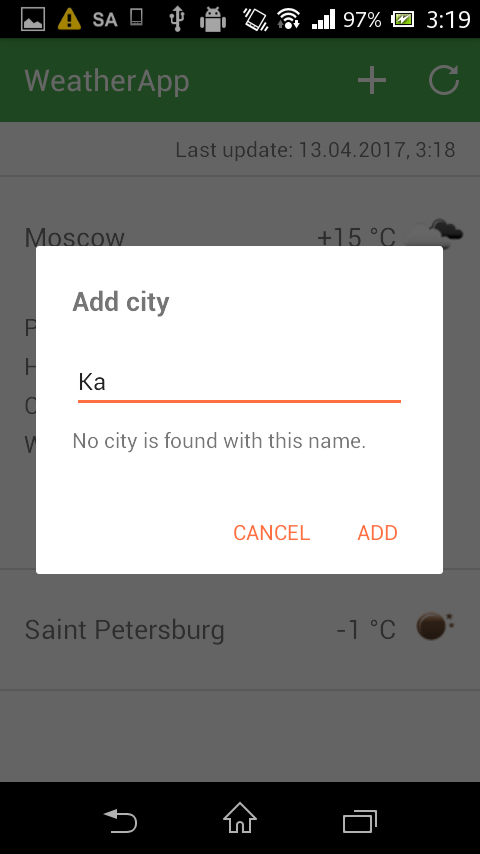 SA 97% 3:19
WeatherApp
Last update: 13.04.2017, 3:18
Moscow +15 °C
Add city
P
H
Ka
C
No city is found with this name.
W
CANCEL ADD
Saint Petersburg -1 °C